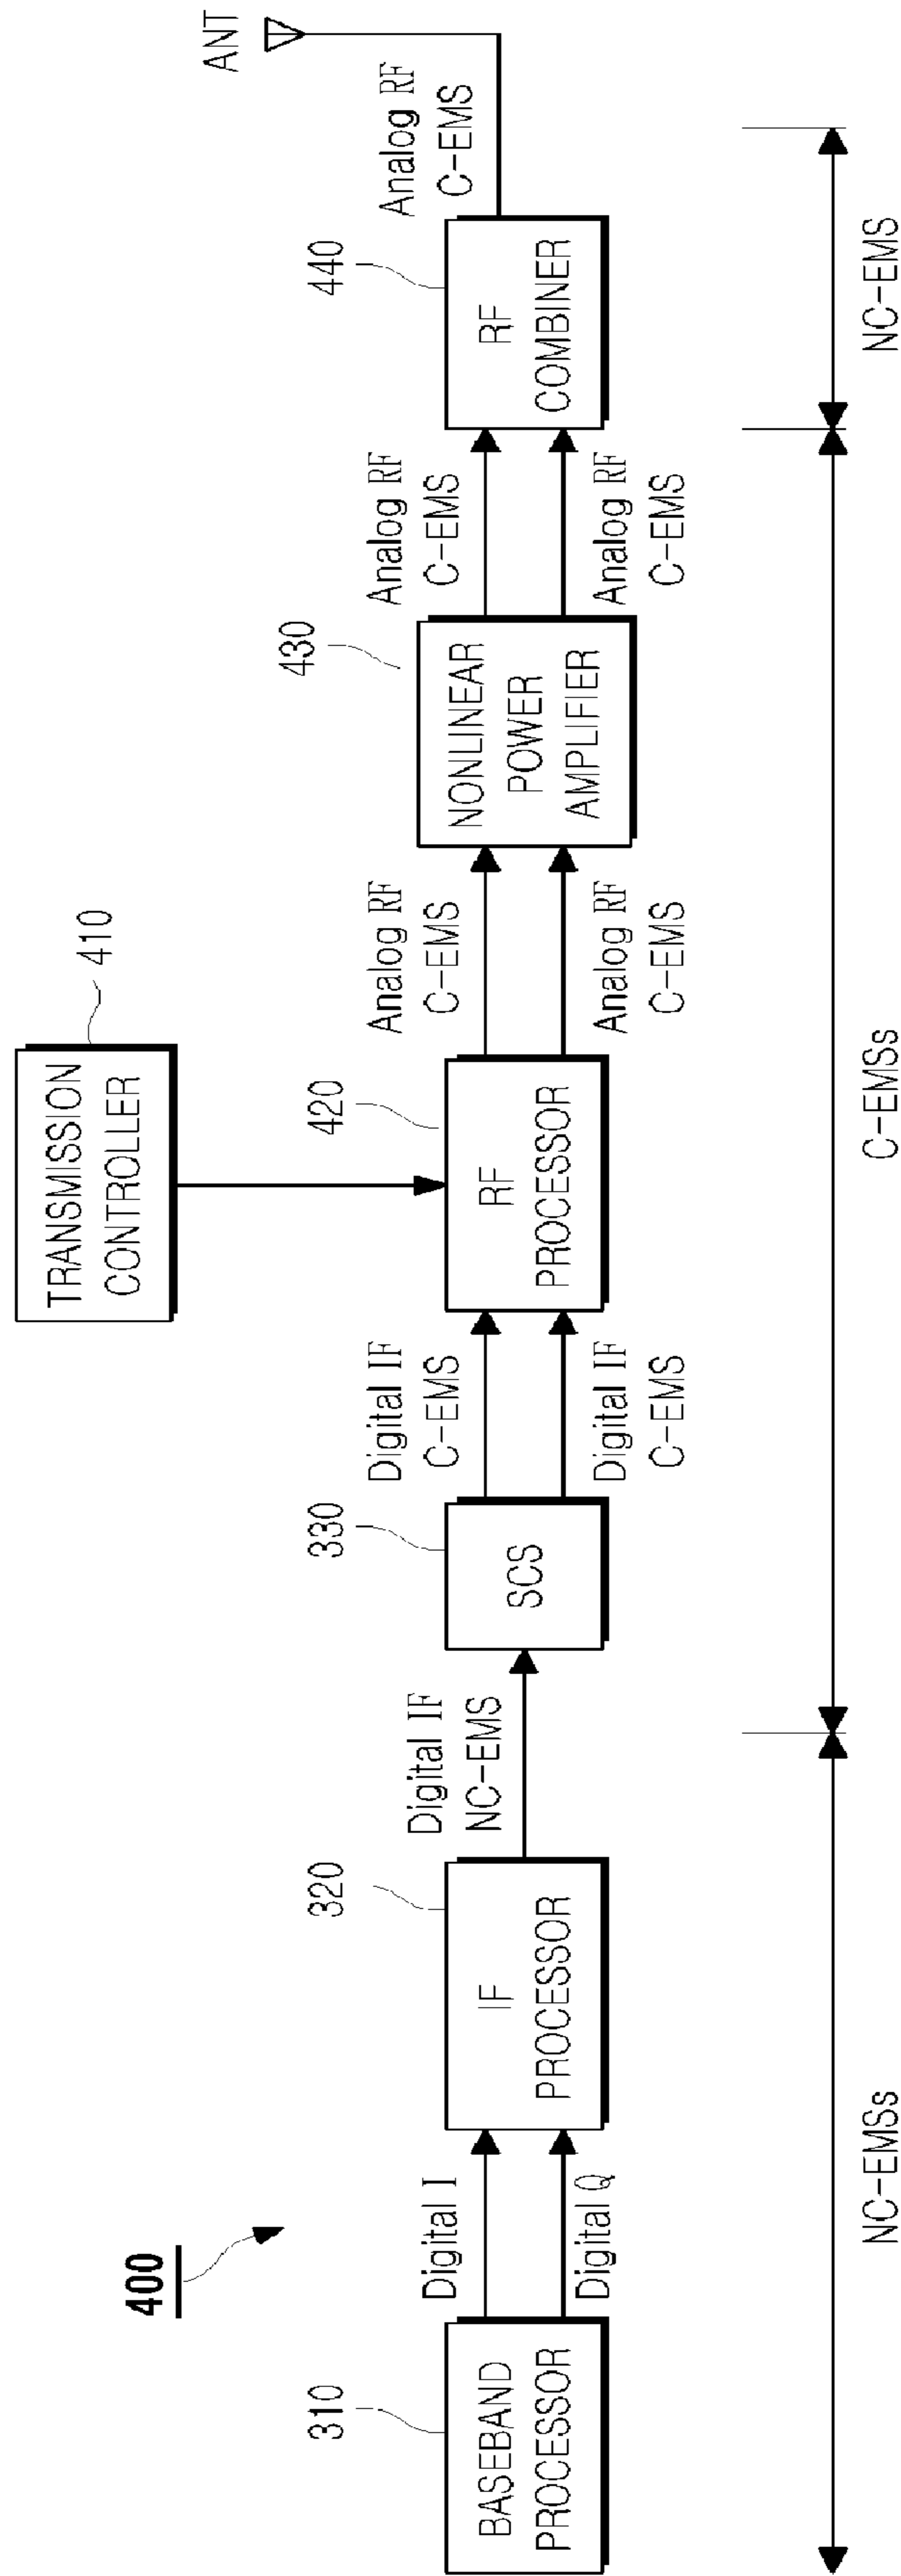 400
310
BASEBAND
PROCESSOR
Digital I
Digital Q
320
IF
PROCESSOR
Digital IF
NC-EMS
330
SCS
Digital IF
C-EMS
Digital IF
C-EMS
TRANSMISSION
CONTROLLER
410
420
RF
PROCESSOR
Analog RF
C-EMS
Analog RF
C-EMS
430
NONLINEAR
POWER
AMPLIFIER
Analog RF
C-EMS
Analog RF
C-EMS
440
RF
COMBINER
Analog RF
C-EMS
ANT
NC-EMSs
C-EMSs
NC-EMS